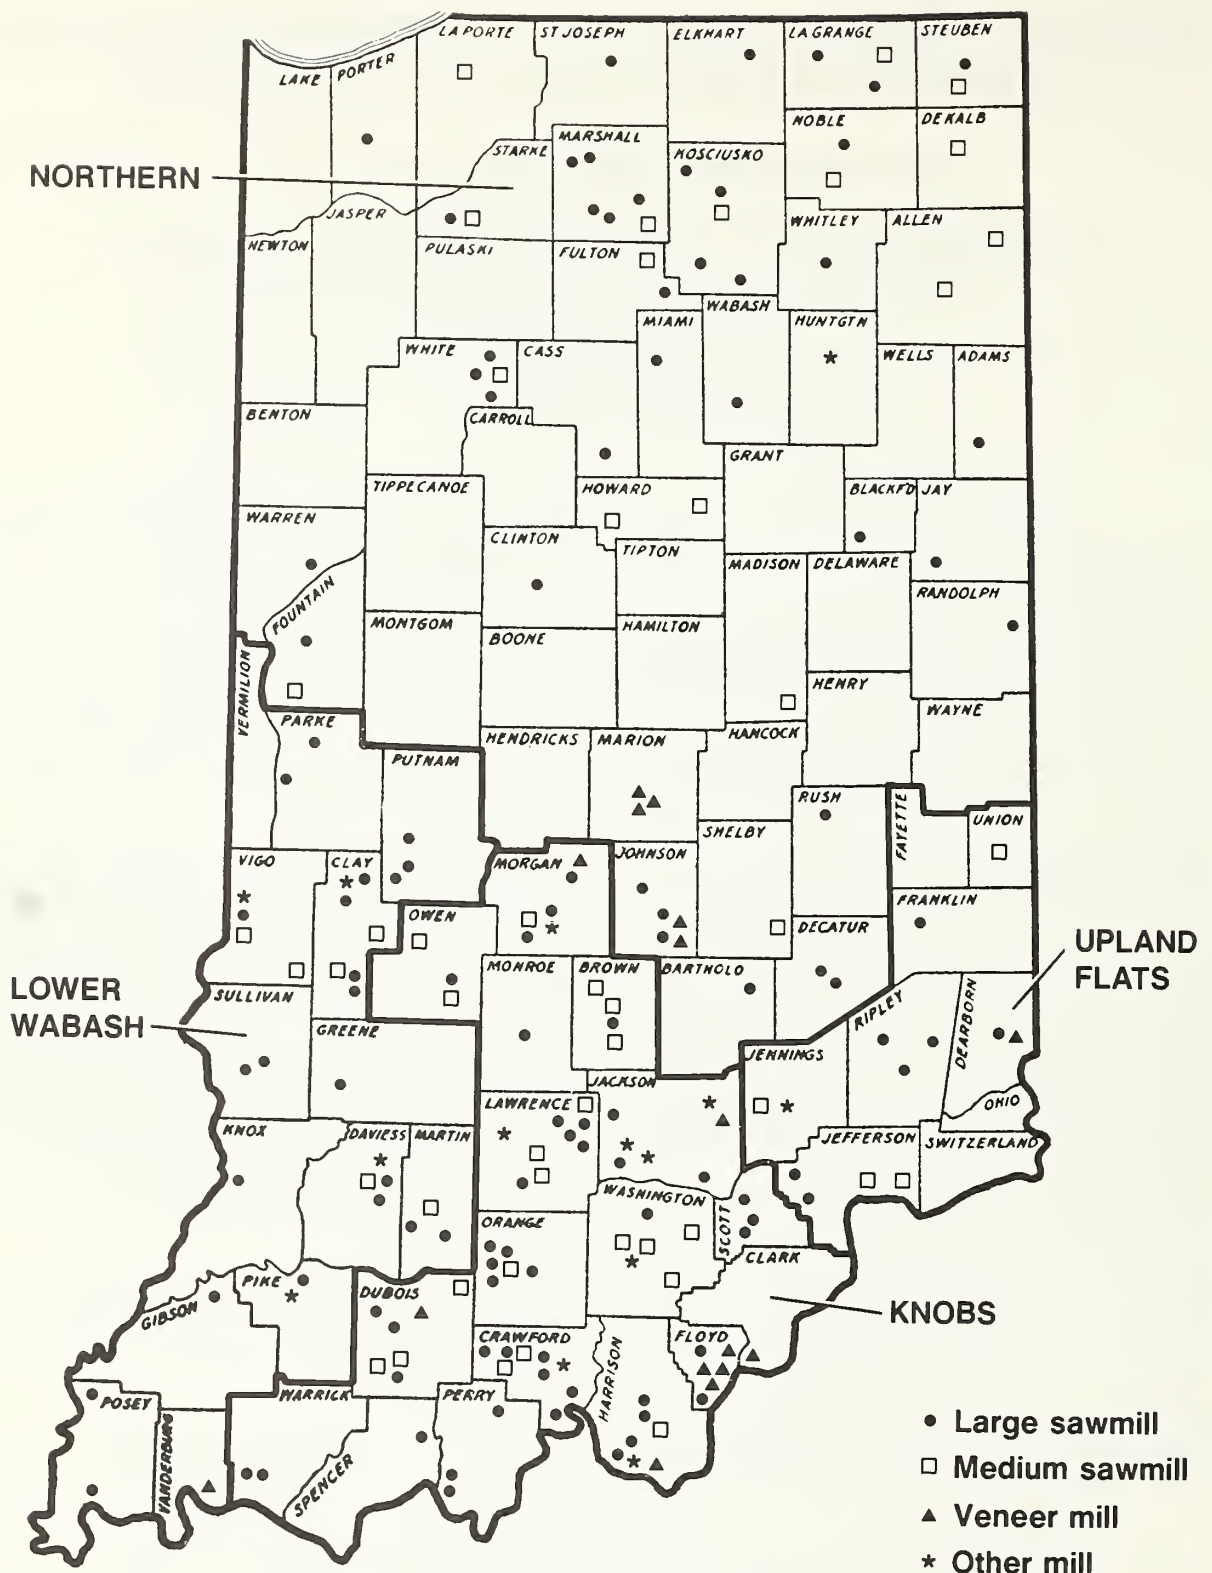 LAPORTE
ST JOSEPH
ELKHART
LAGRANGE
STEUBEN
LAKE
PORTER
NOBLE
DEKALB
MARSHALL
STARKE
KOSCIUSKO
NORTHERN
JASPER
WHITLEY
ALLEN
NEWTON
PULASKI
FULTON
WABASH
MIAMI
HUNTGTN
WHITE
CASS
WELLS
ADAMS
BENTON
CARROLL
GRANT
TIPPECANOE
HOWARD
BLACKFD
JAY
WARREN
CLINTON
TIPTON
MADISON
DELAWARE
RANDOLPH
FOUNTAIN
MONTGOM
BOONE
HAMILTON
VERMILION
HENRY
WAYNE
PARKE
HENDRICKS
MARION
HANCOCK
PUTNAM
RUSH
FAYETTE
UNION
SHELBY
VIGO
CLAY
MORGAN
JOHNSON
FRANKLIN
OWEN
DECATUR
UPLAND
FLATS
MONROE
BROWN
BARTHOLO
LOWER
WABASH
SULLIVAN
RIPLEY
DEARBORN
GREENE
JENNINGS
JACKSON
OHIO
LAWRENCE
KNOX
DAVIESS
MARTIN
JEFFERSON
SWITZERLAND
WASHINGTON
ORANGE
SCOTT
CLARK
PIKE
DUBOIS
GIBSON
KNOBS
CRAWFORD
FLOYD
HARRISON
POSEY
WARRICK
PERRY
VANDERBURG
SPENCER
Large sawmill
Medium sawmill
Veneer mill
Other mill